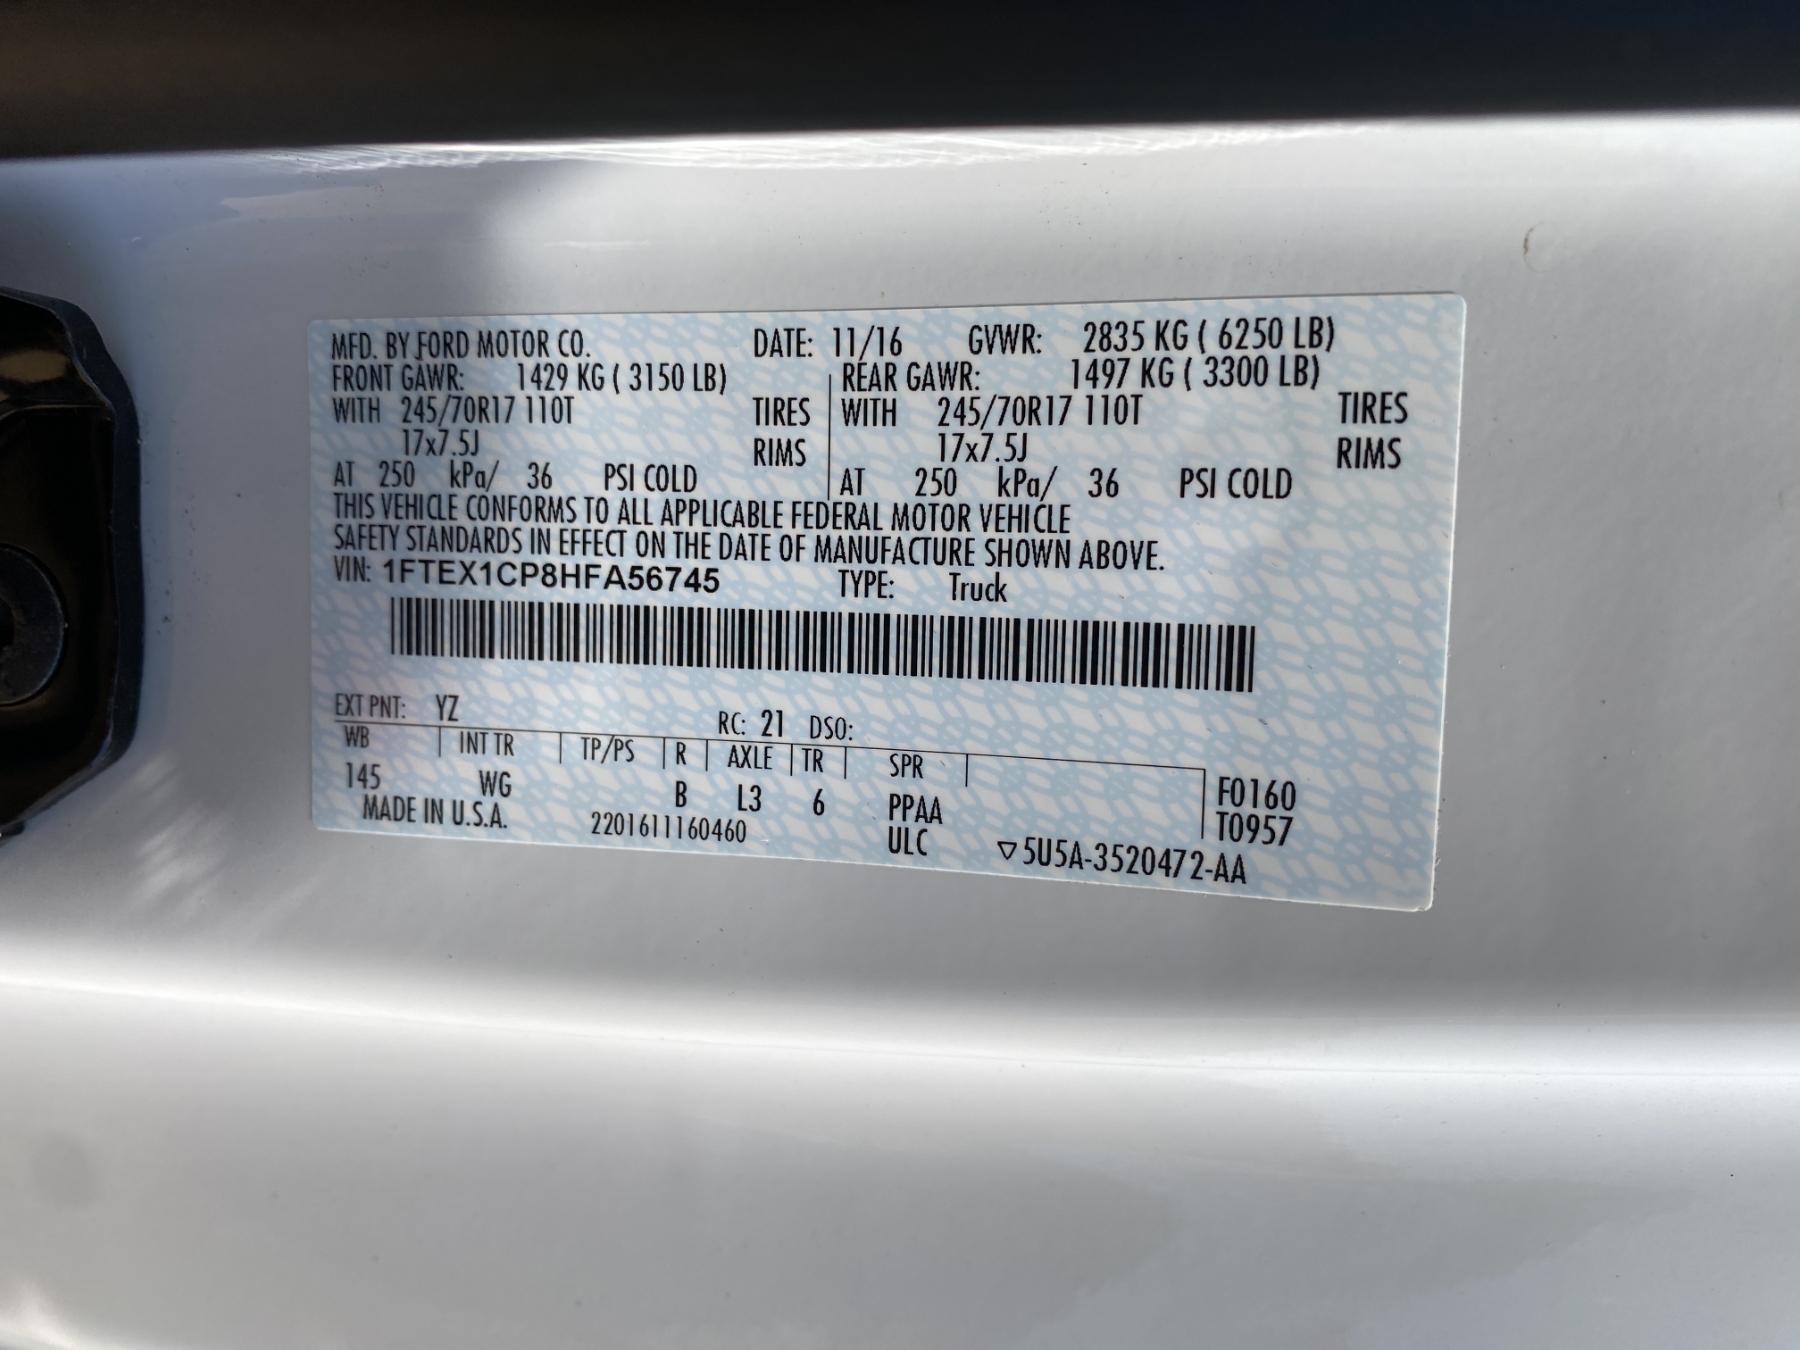 MFD. BY FORD MOTOR CO. DATE: 11/16 GVWR: 2835 KG ( 6250 LB)
FRONT GAWR: 1429 KG ( 3150 LB) REAR GAWR: 1497 KG ( 3300 LB)
WITH 245/70R17 110T TIRES WITH 245/70R17 110T TIRES
17x7.5J RIMS 17x7.5J RIMS
AT 250 kPa/ 36 PSI COLD AT 250 kPa/ 36 PSI COLD
THIS VEHICLE CONFORMS TO ALL APPLICABLE FEDERAL MOTOR VEHICLE
SAFETY STANDARDS IN EFFECT ON THE DATE OF MANUFACTURE SHOWN ABOVE.
VIN: 1FTEX1CP8HFA56745 TYPE: Truck
EXT PNT: YZ RC: 21 DSO:
WB INT TR TP/PS R AXLE TR SPR
145 WG B L3 6 PPAA F0160
MADE IN U.S.A. 2201611160460 ULC T0957
▽5U5A-3520472-AA